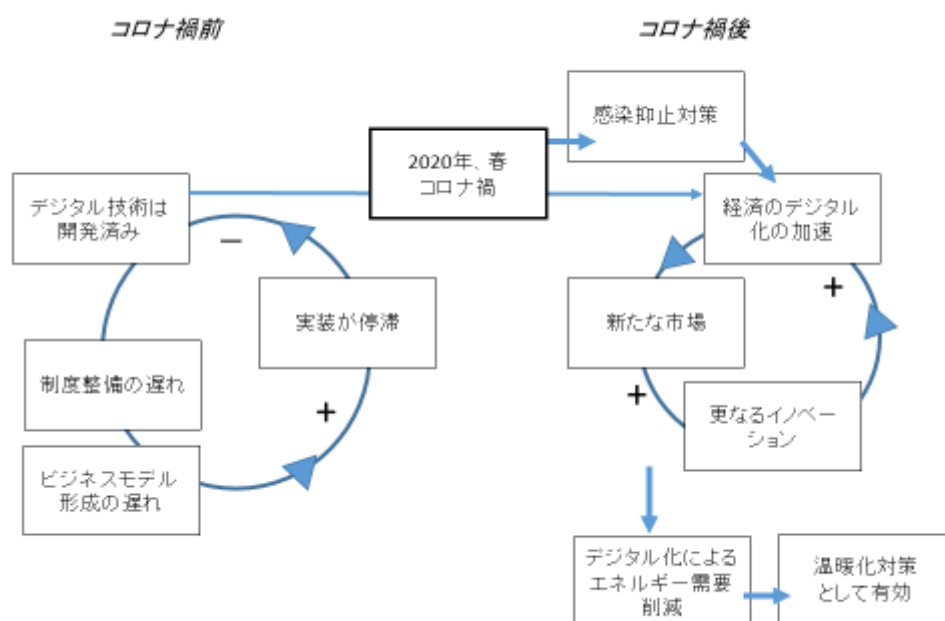 コロナ禍前
コロナ禍後
感染抑止対策
2020年、春
コロナ禍
デジタル技術は
開発済み
経済のデジタル
化の加速
－
+
実装が停滞
新たな市場
制度整備の遅れ
+
+
更なるイノベー
ション
ビジネスモデル
形成の遅れ
デジタル化による
エネルギー需要
削減
温暖化対策
として有効